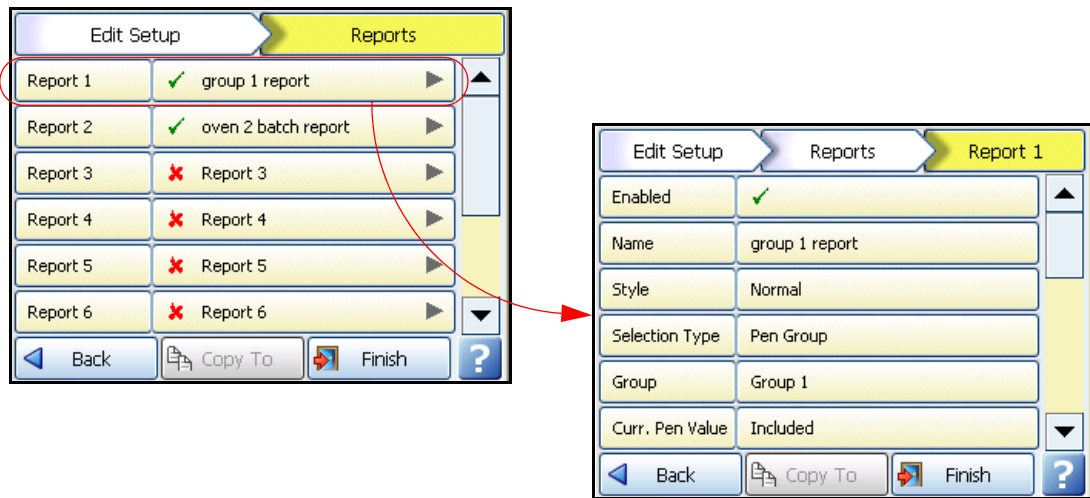 Edit Setup Reports
Report 1 group 1 report
Report 2 oven 2 batch report
Report 3 Report 3
Report 4 Report 4
Report 5 Report 5
Report 6 Report 6
Back Copy To Finish ?
Edit Setup Reports Report 1
Enabled
Name group 1 report
Style Normal
Selection Type Pen Group
Group Group 1
Curr. Pen Value Included
Back Copy To Finish ?